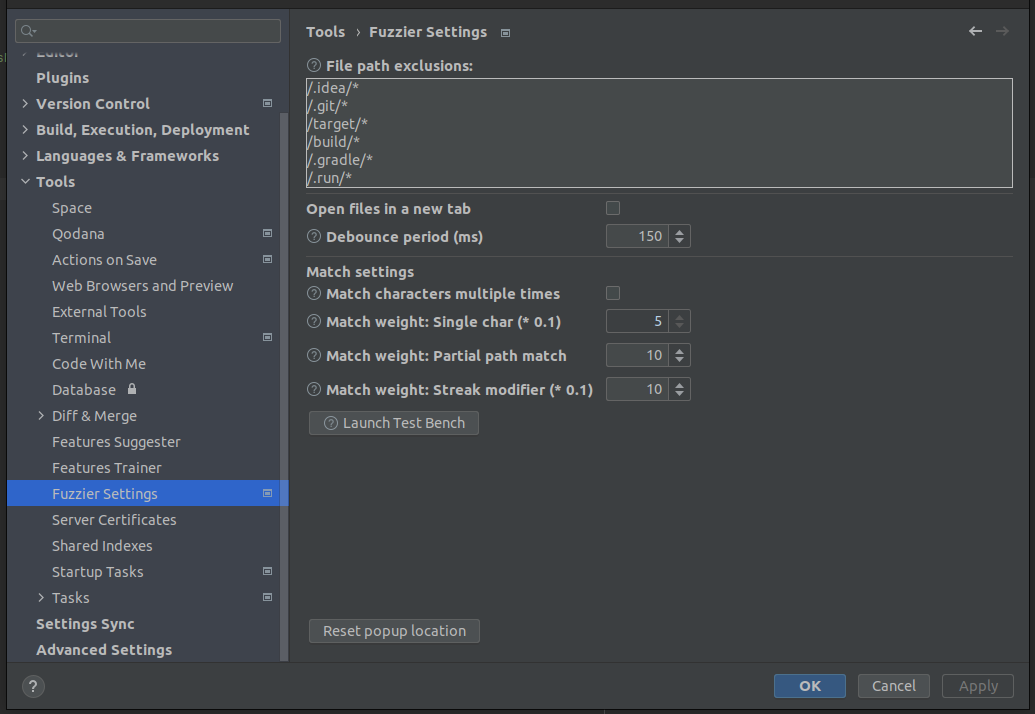 Tools › Fuzzier Settings
Editor
Plugins
Version Control
Build, Execution, Deployment
Languages & Frameworks
Tools
Space
Qodana
Actions on Save
Web Browsers and Preview
External Tools
Terminal
Code With Me
Database
Diff & Merge
Features Suggester
Features Trainer
Fuzzier Settings
Server Certificates
Shared Indexes
Startup Tasks
Tasks
Settings Sync
Advanced Settings
? File path exclusions:
/.idea/*
/.git/*
/target/*
/build/*
/.gradle/*
/.run/*
Open files in a new tab
? Debounce period (ms) 150
Match settings
? Match characters multiple times
? Match weight: Single char (* 0.1) 5
? Match weight: Partial path match 10
? Match weight: Streak modifier (* 0.1) 10
? Launch Test Bench
Reset popup location
?
OK Cancel Apply